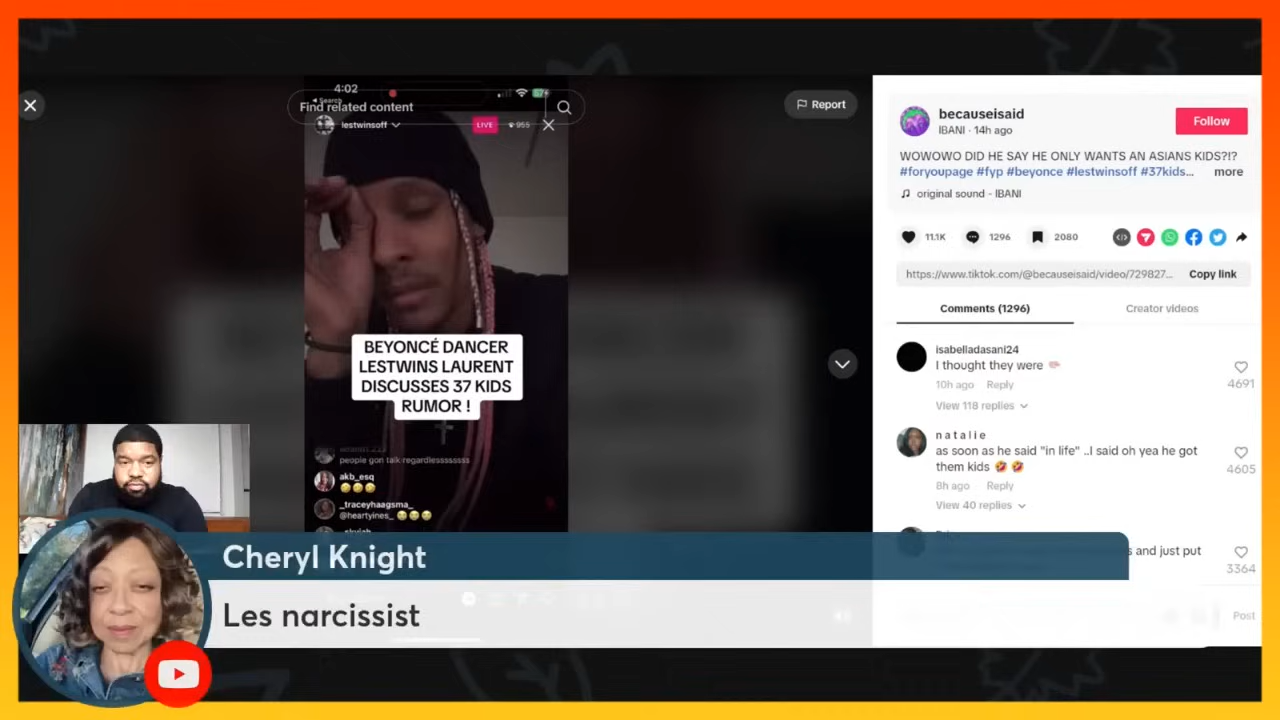 4:02
Search
Find related content
lestwinsoff
LIVE
955
Report
BEYONCÉ DANCER
LESTWINS LAURENT
DISCUSSES 37 KIDS
RUMOR !
people gon talk regardlesssssss
akb_esq
_traceyhaagsma_
@heartyines_
becauseisaid
IBANI · 14h ago
Follow
WOWOWO DID HE SAY HE ONLY WANTS AN ASIANS KIDS?!?
#foryoupage #fyp #beyonce #lestwinsoff #37kids... more
original sound - IBANI
11.1K
1296
2080
https://www.tiktok.com/@becauseisaid/video/729827...
Copy link
Comments (1296)
Creator videos
isabelladasani24
I thought they were
10h ago Reply
4691
View 118 replies
n a t a l i e
as soon as he said "in life" ..I said oh yea he got
them kids
4605
8h ago Reply
View 40 replies
s and just put
3364
Post
Cheryl Knight
Les narcissist